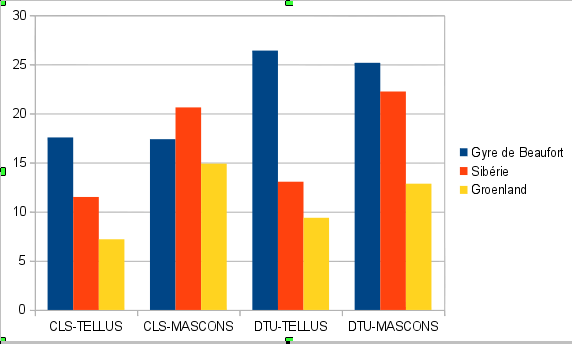 30
25
20
15
10
5
0
CLS-TELLUS CLS-MASCONS DTU-TELLUS DTU-MASCONS
Gyre de Beaufort
Sibérie
Groenland